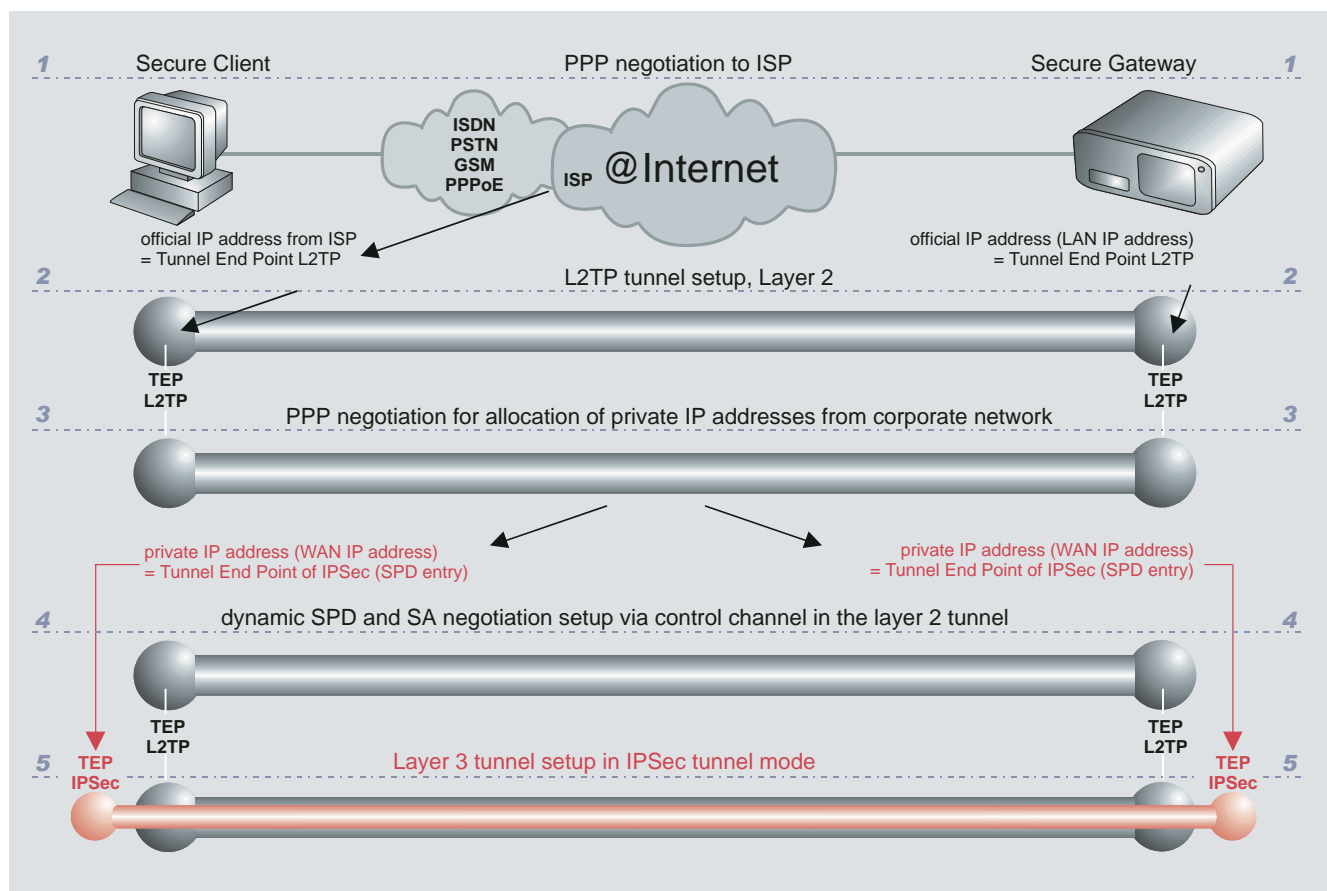 1
Secure Client
PPP negotiation to ISP
Secure Gateway
1
ISDN
PSTN
GSM
PPPoE
ISP
@Internet
official IP address from ISP
= Tunnel End Point L2TP
official IP address (LAN IP address)
= Tunnel End Point L2TP
2
L2TP tunnel setup, Layer 2
2
TEP
L2TP
TEP
L2TP
3
PPP negotiation for allocation of private IP addresses from corporate network
3
private IP address (WAN IP address)
= Tunnel End Point of IPSec (SPD entry)
private IP address (WAN IP address)
= Tunnel End Point of IPSec (SPD entry)
4
dynamic SPD and SA negotiation setup via control channel in the layer 2 tunnel
4
TEP
L2TP
TEP
L2TP
5
TEP
IPSec
Layer 3 tunnel setup in IPSec tunnel mode
TEP
IPSec
5